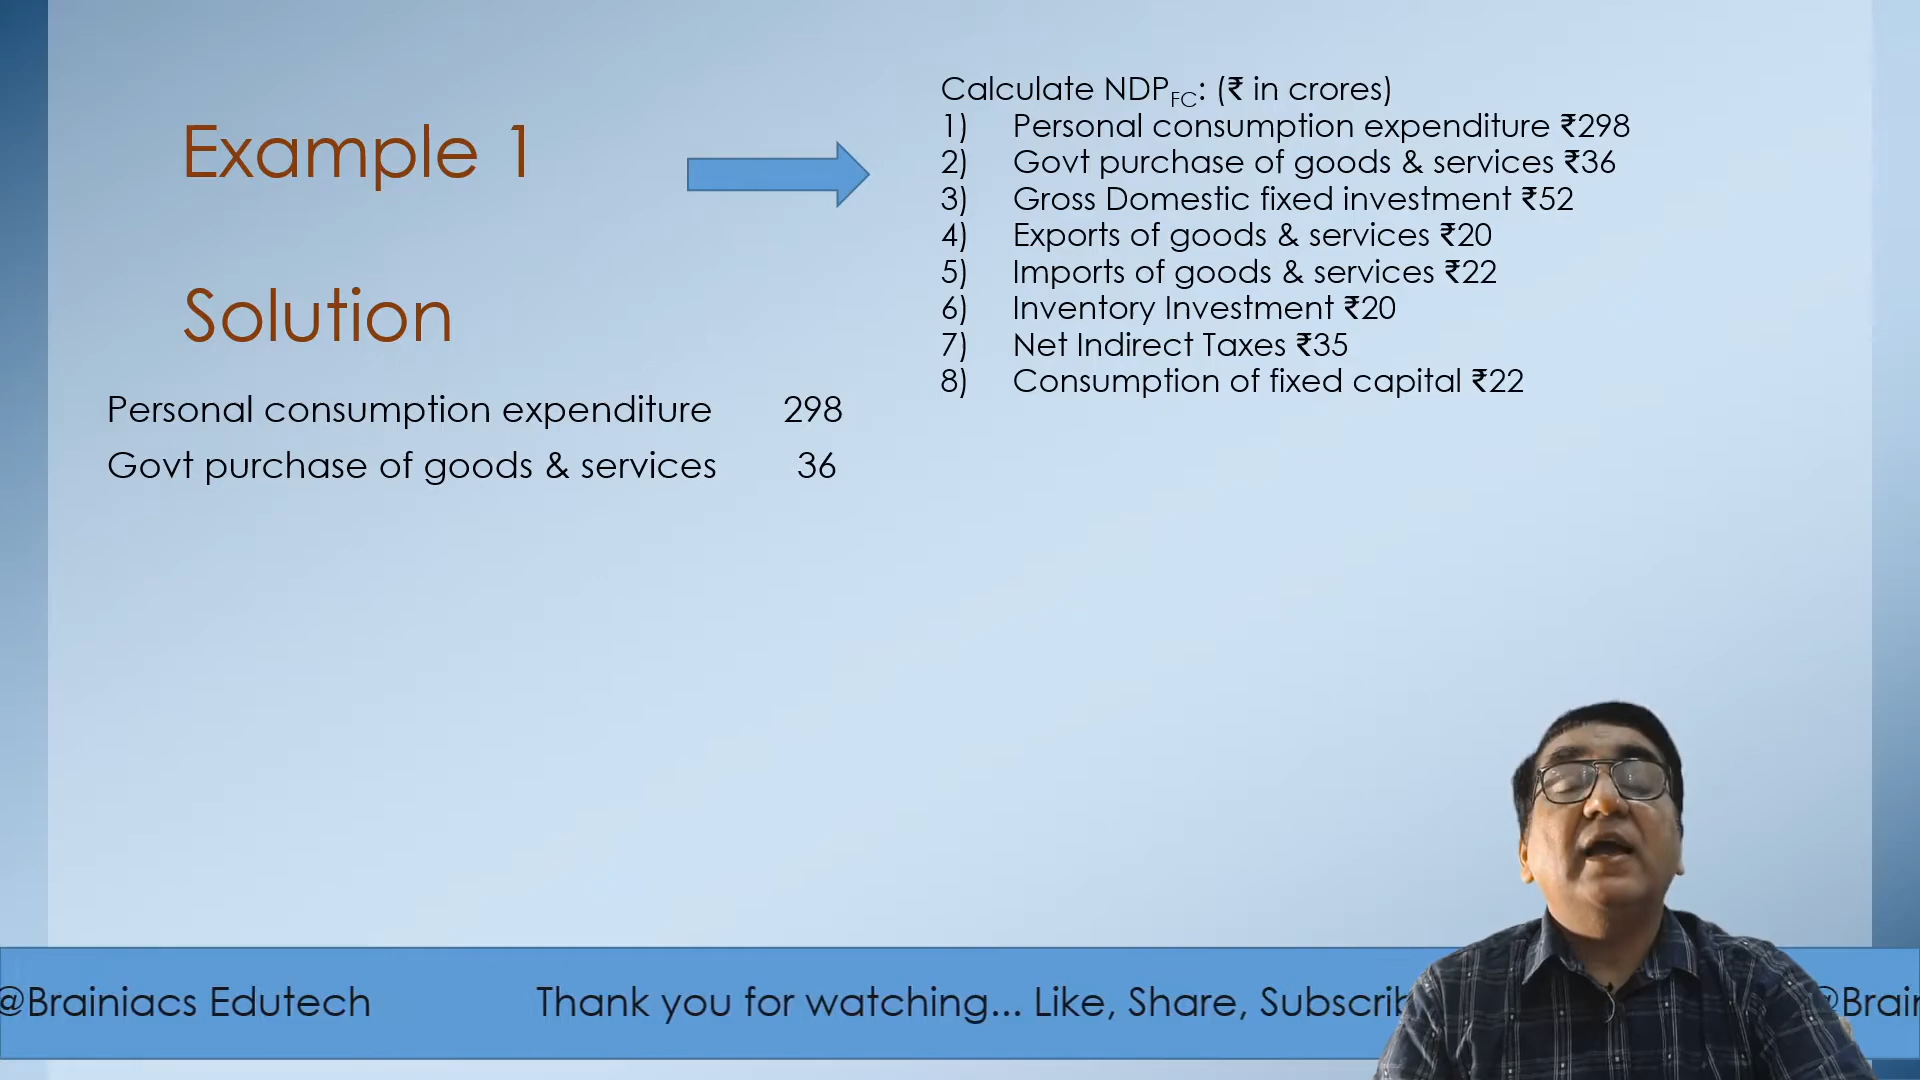 Example 1
Solution
Calculate NDPFC: (₹ in crores)
1) Personal consumption expenditure ₹298
2) Govt purchase of goods & services ₹36
3) Gross Domestic fixed investment ₹52
4) Exports of goods & services ₹20
5) Imports of goods & services ₹22
6) Inventory Investment ₹20
7) Net Indirect Taxes ₹35
8) Consumption of fixed capital ₹22
Personal consumption expenditure 298
Govt purchase of goods & services 36
@Brainiacs Edutech Thank you for watching... Like, Share, Subscrib @Brain